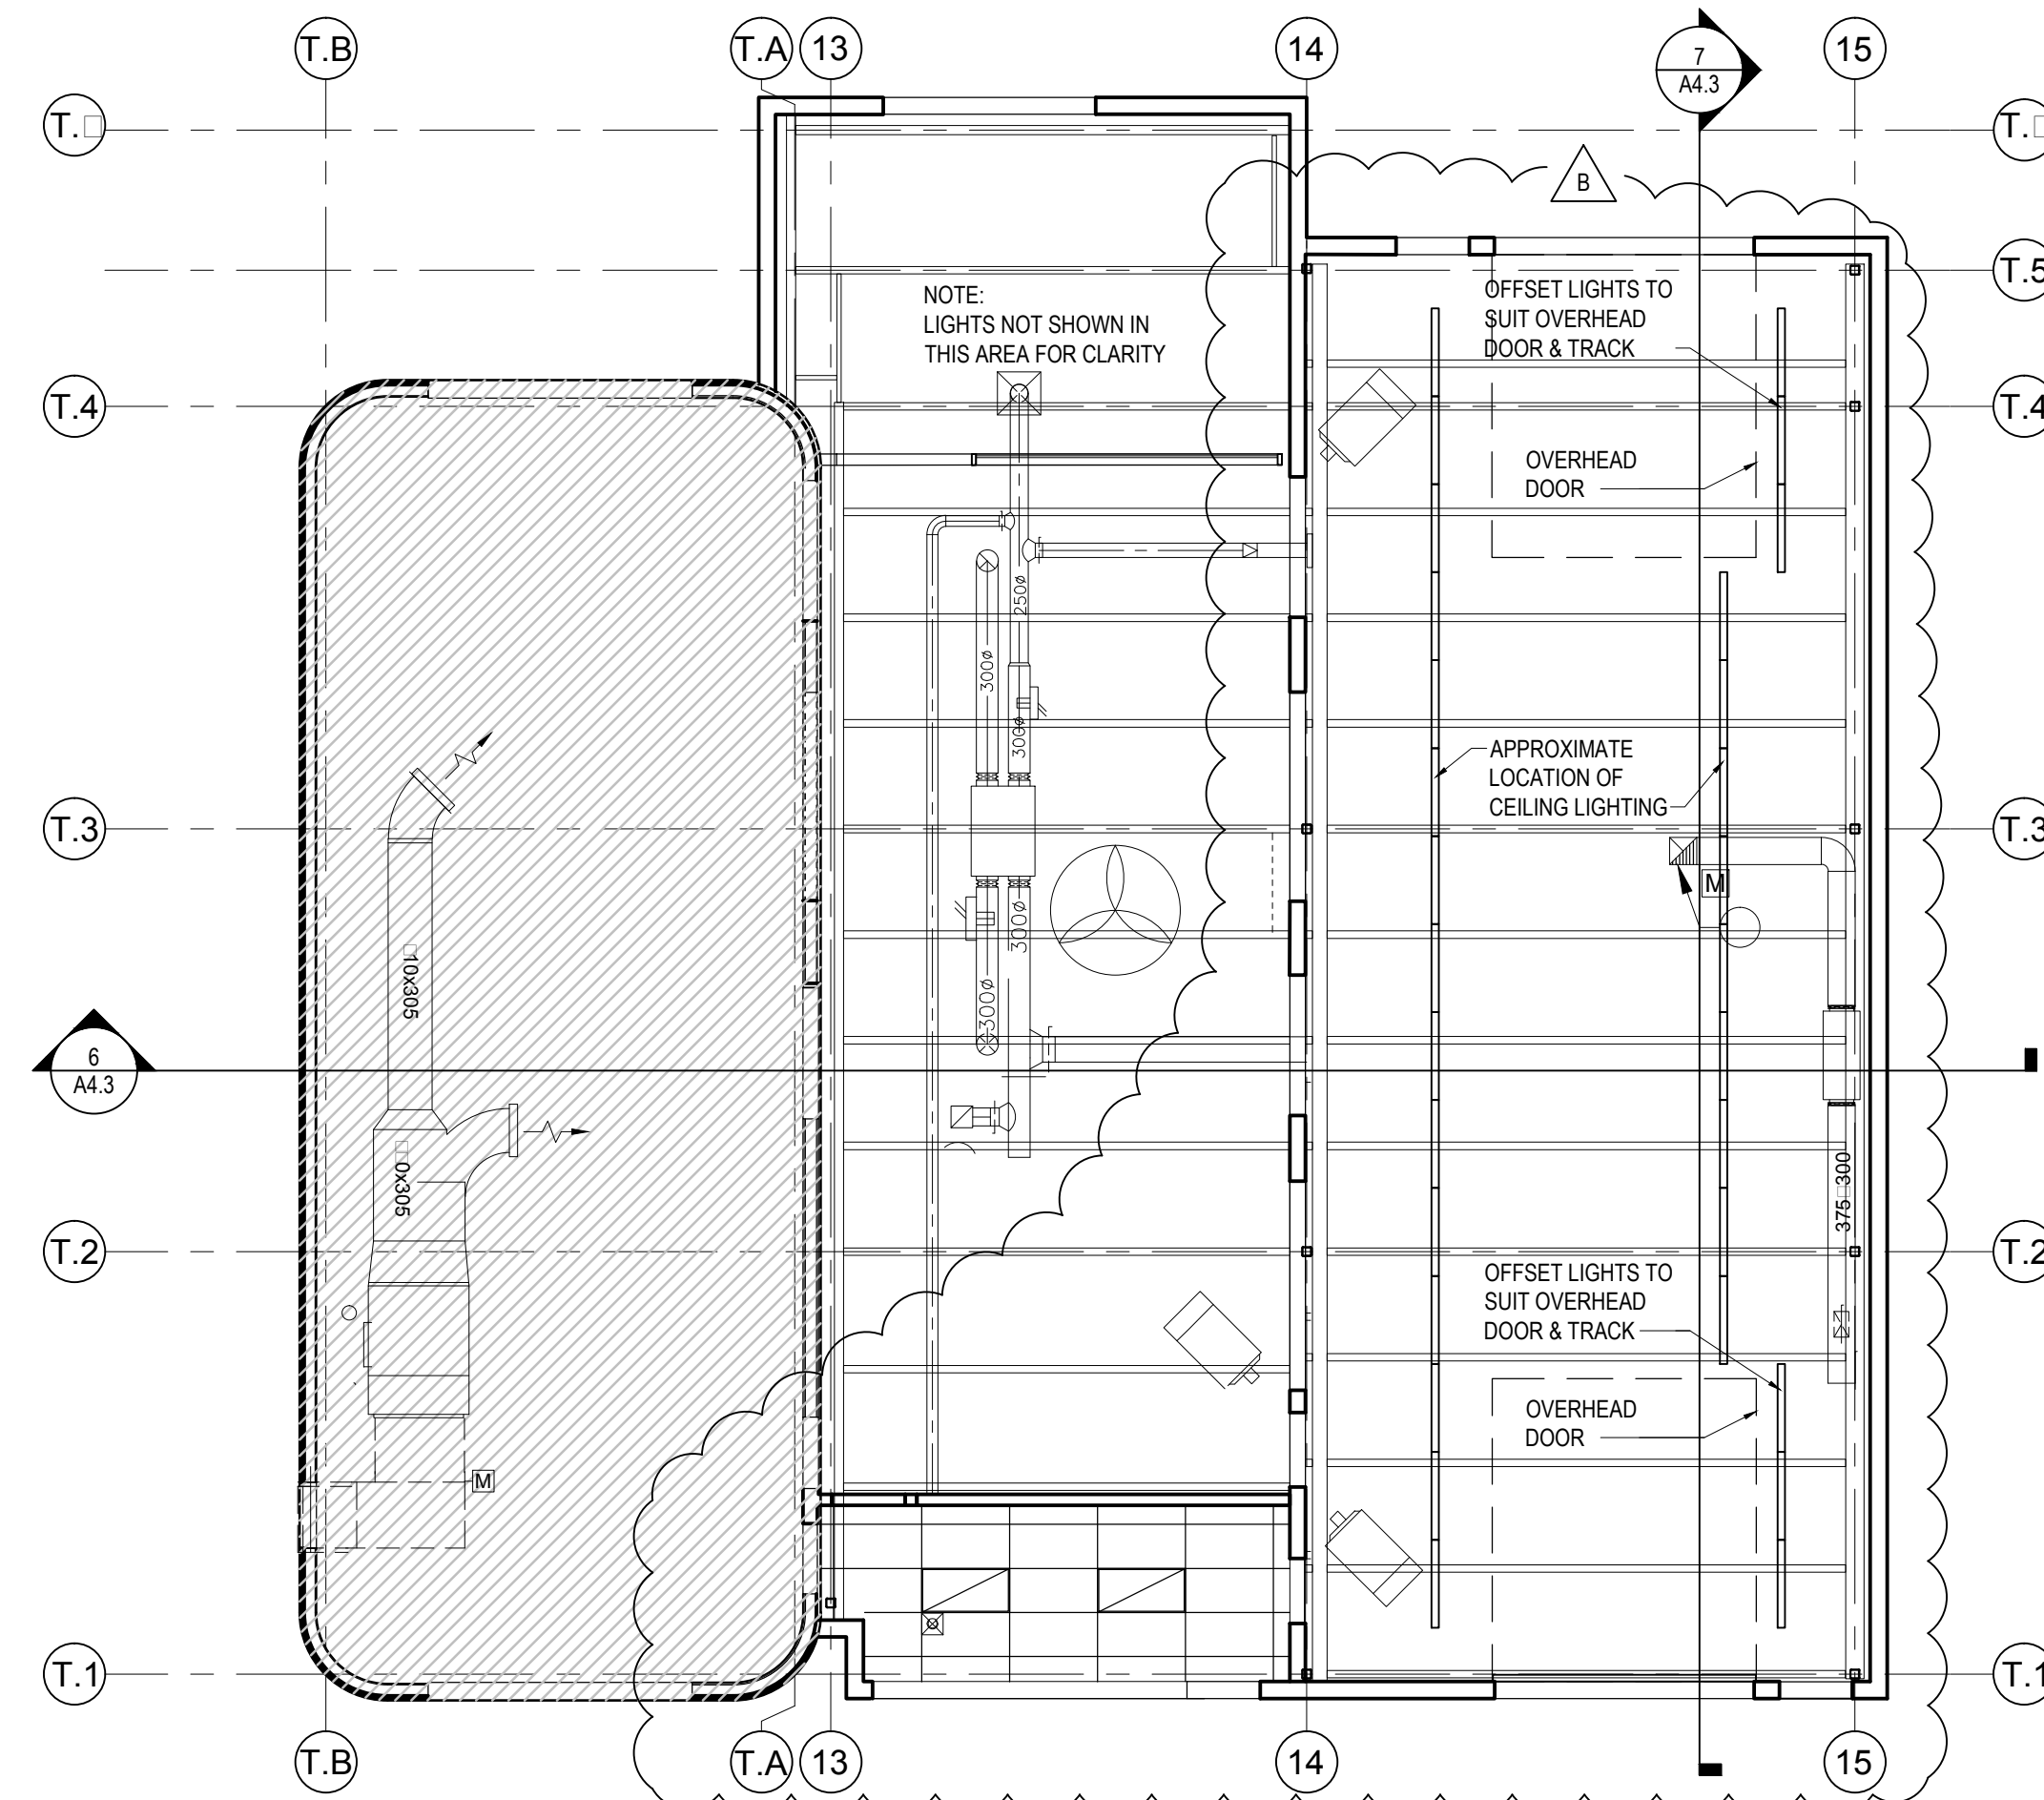 T.B
T.A
13
14
7
A4.3
15
T.□
T.□
B
T.5
NOTE:
LIGHTS NOT SHOWN IN
THIS AREA FOR CLARITY
OFFSET LIGHTS TO
SUIT OVERHEAD
DOOR & TRACK
T.4
T.4
OVERHEAD
DOOR
250ø
300ø
300ø
APPROXIMATE
LOCATION OF
CEILING LIGHTING
T.3
T.3
M
300ø
300ø
□10x305
6
A4.3
□□0x305
375□300
T.2
T.2
OFFSET LIGHTS TO
SUIT OVERHEAD
DOOR & TRACK
OVERHEAD
DOOR
M
T.1
T.1
T.B
T.A
13
14
15